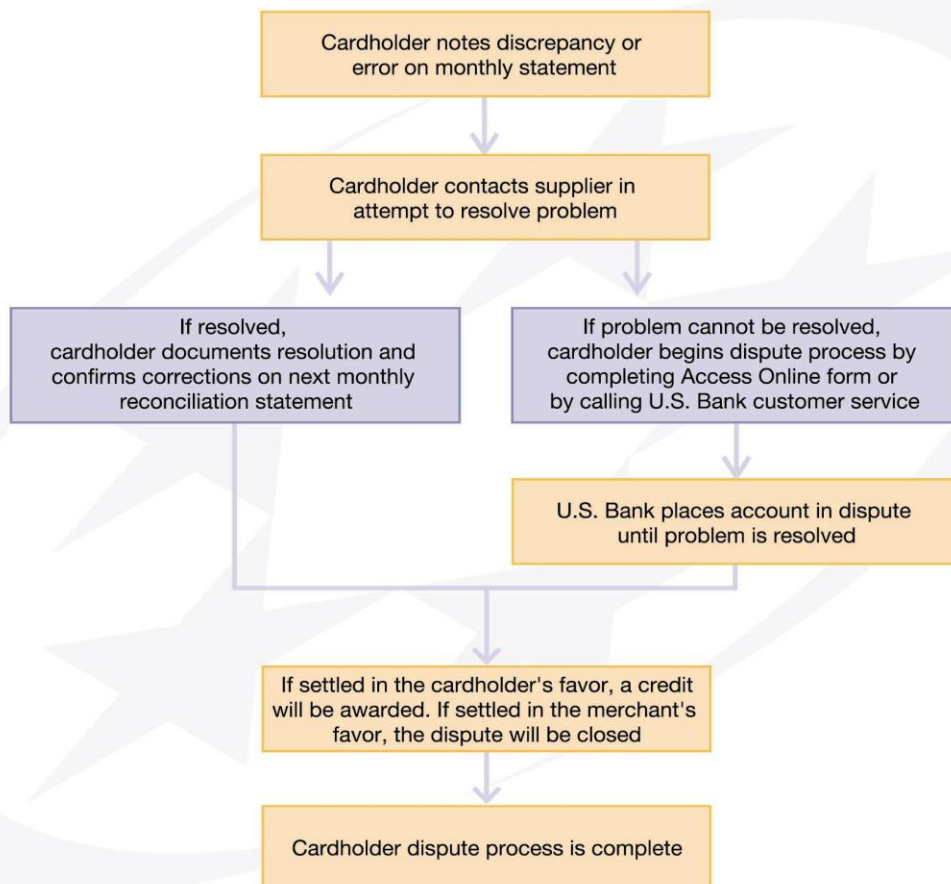 Cardholder notes discrepancy or
error on monthly statement
Cardholder contacts supplier in
attempt to resolve problem
If resolved,
cardholder documents resolution and
confirms corrections on next monthly
reconciliation statement
If problem cannot be resolved,
cardholder begins dispute process by
completing Access Online form or
by calling U.S. Bank customer service
U.S. Bank places account in dispute
until problem is resolved
If settled in the cardholder's favor, a credit
will be awarded. If settled in the merchant's
favor, the dispute will be closed
Cardholder dispute process is complete